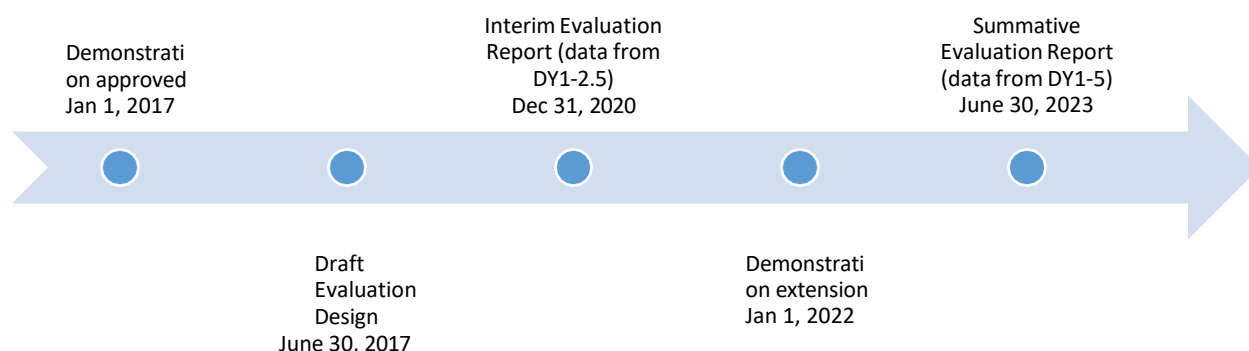 Demonstrati
on approved
Jan 1, 2017
Draft
Evaluation
Design
June 30, 2017
Interim Evaluation
Report (data from
DY1-2.5)
Dec 31, 2020
Demonstrati
on extension
Jan 1, 2022
Summative
Evaluation Report
(data from DY1-5)
June 30, 2023